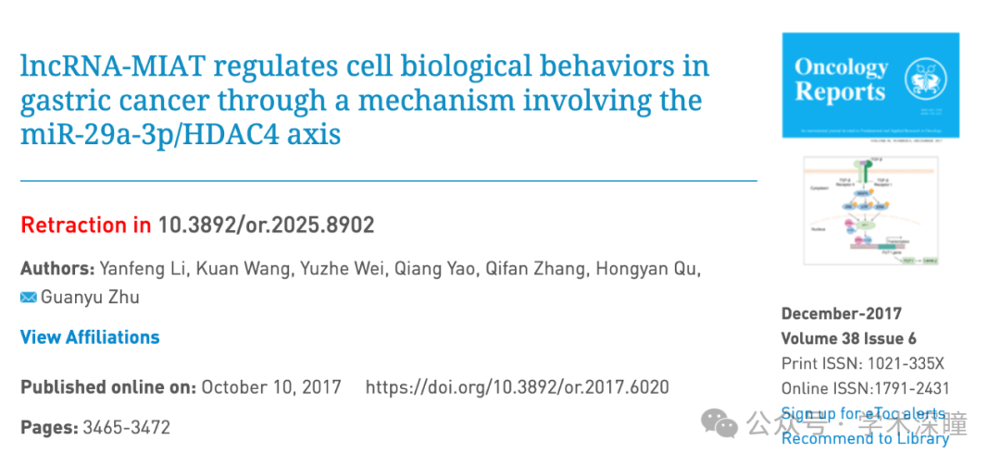 lncRNA-MIAT regulates cell biological behaviors in
gastric cancer through a mechanism involving the
miR-29a-3p/HDAC4 axis
Retraction in 10.3892/or.2025.8902
Authors: Yanfeng Li, Kuan Wang, Yuzhe Wei, Qiang Yao, Qifan Zhang, Hongyan Qu,
Guanyu Zhu
View Affiliations
Published online on: October 10, 2017 https://doi.org/10.3892/or.2017.6020
Pages: 3465-3472
Oncology
Reports
Cytoplasm
Nucleus
Transcription
December-2017
Volume 38 Issue 6
Print ISSN: 1021-335X
Online ISSN:1791-2431
Sign up for eToc alerts
Recommend to Library
公众号 · 学术深瞳